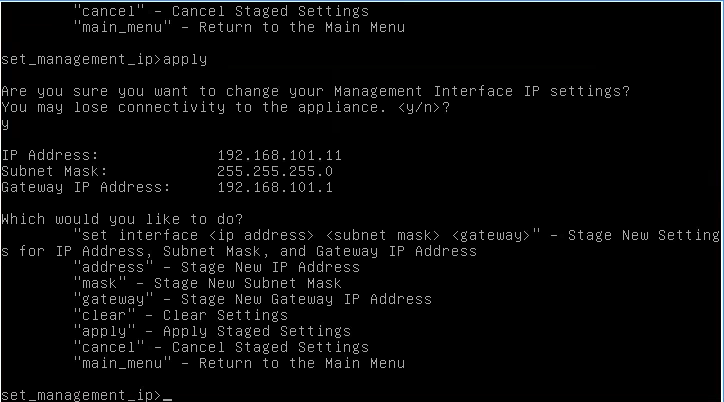 "cancel" - Cancel Staged Settings
"main_menu" - Return to the Main Menu
set_management_ip>apply
Are you sure you want to change your Management Interface IP settings?
You may lose connectivity to the appliance. <y/n>?
y
IP Address: 192.168.101.11
Subnet Mask: 255.255.255.0
Gateway IP Address: 192.168.101.1
Which would you like to do?
"set interface <ip address> <subnet mask> <gateway>" - Stage New Setting
s for IP Address, Subnet Mask, and Gateway IP Address
"address" - Stage New IP Address
"mask" - Stage New Subnet Mask
"gateway" - Stage New Gateway IP Address
"clear" - Clear Settings
"apply" - Apply Staged Settings
"cancel" - Cancel Staged Settings
"main_menu" - Return to the Main Menu
set_management_ip>_